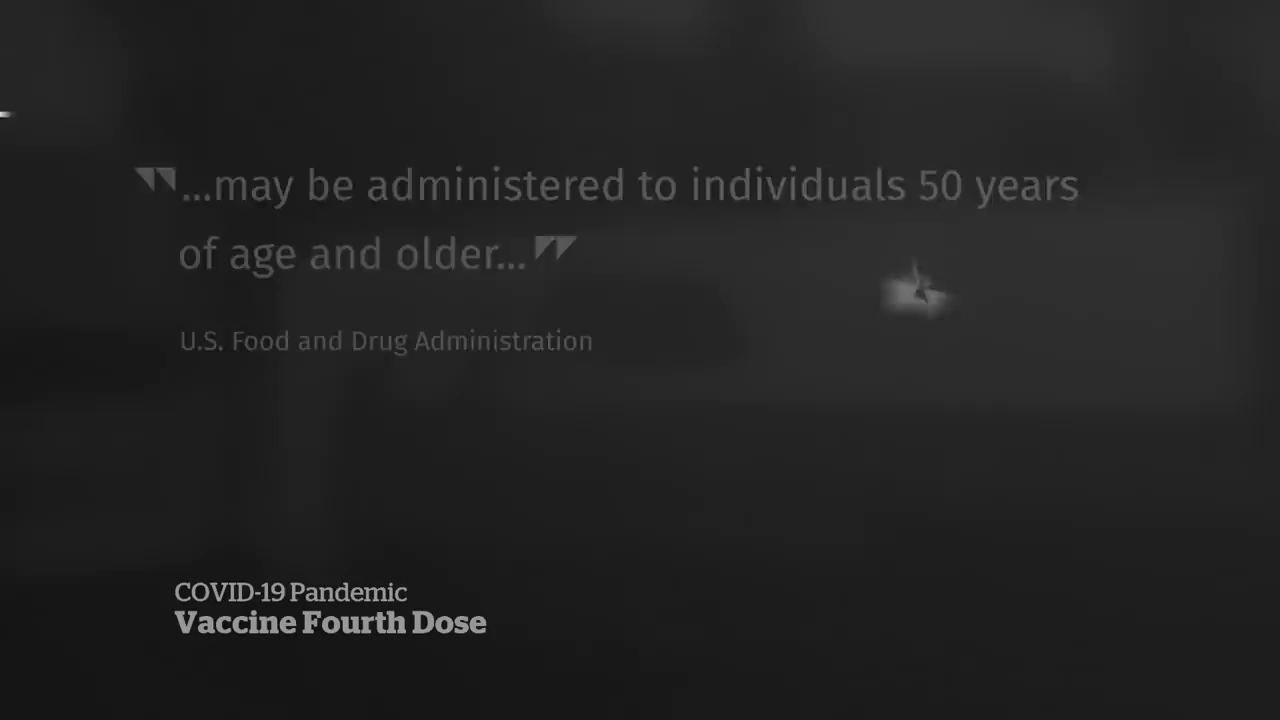 "...may be administered to individuals 50 years
of age and older..."
U.S. Food and Drug Administration
COVID-19 Pandemic
Vaccine Fourth Dose